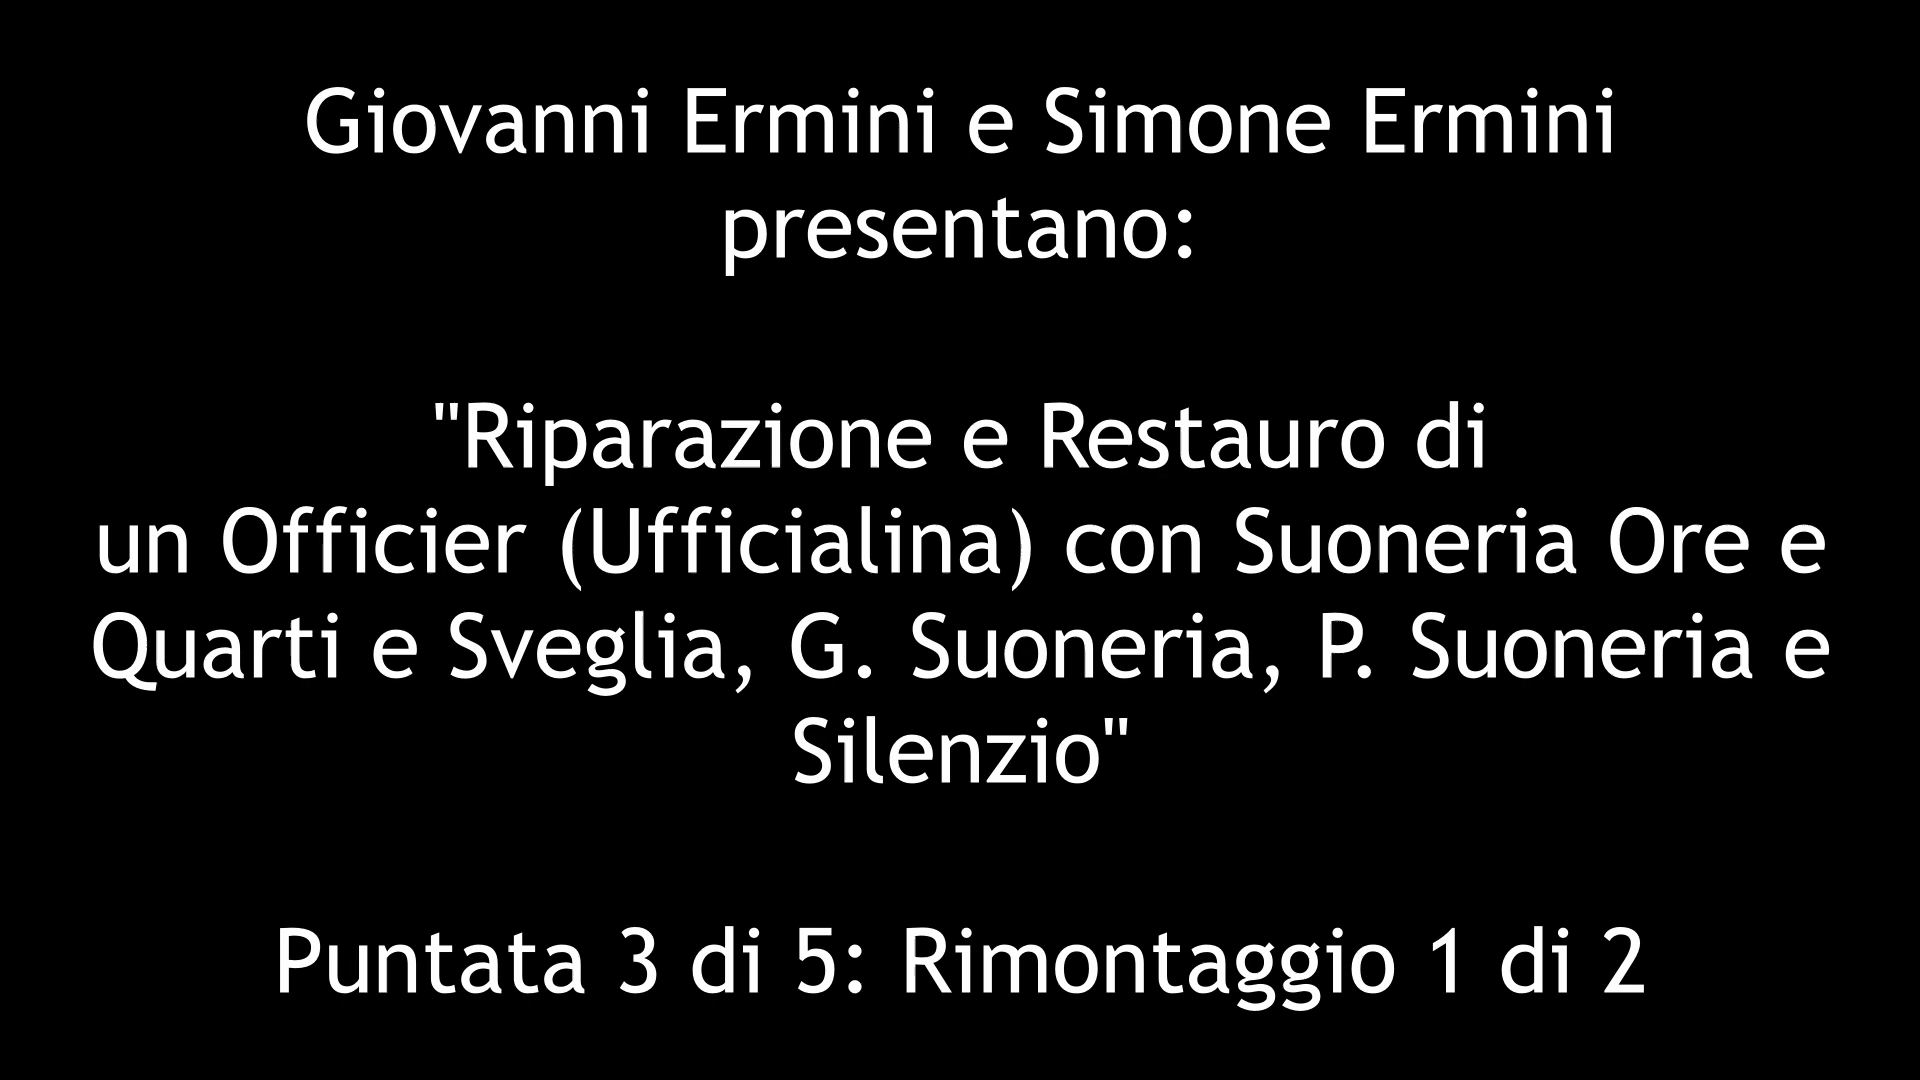 Giovanni Ermini e Simone Ermini
presentano:
"Riparazione e Restauro di
un Officier (Ufficialina) con Suoneria Ore e
Quarti e Sveglia, G. Suoneria, P. Suoneria e
Silenzio"
Puntata 3 di 5: Rimontaggio 1 di 2